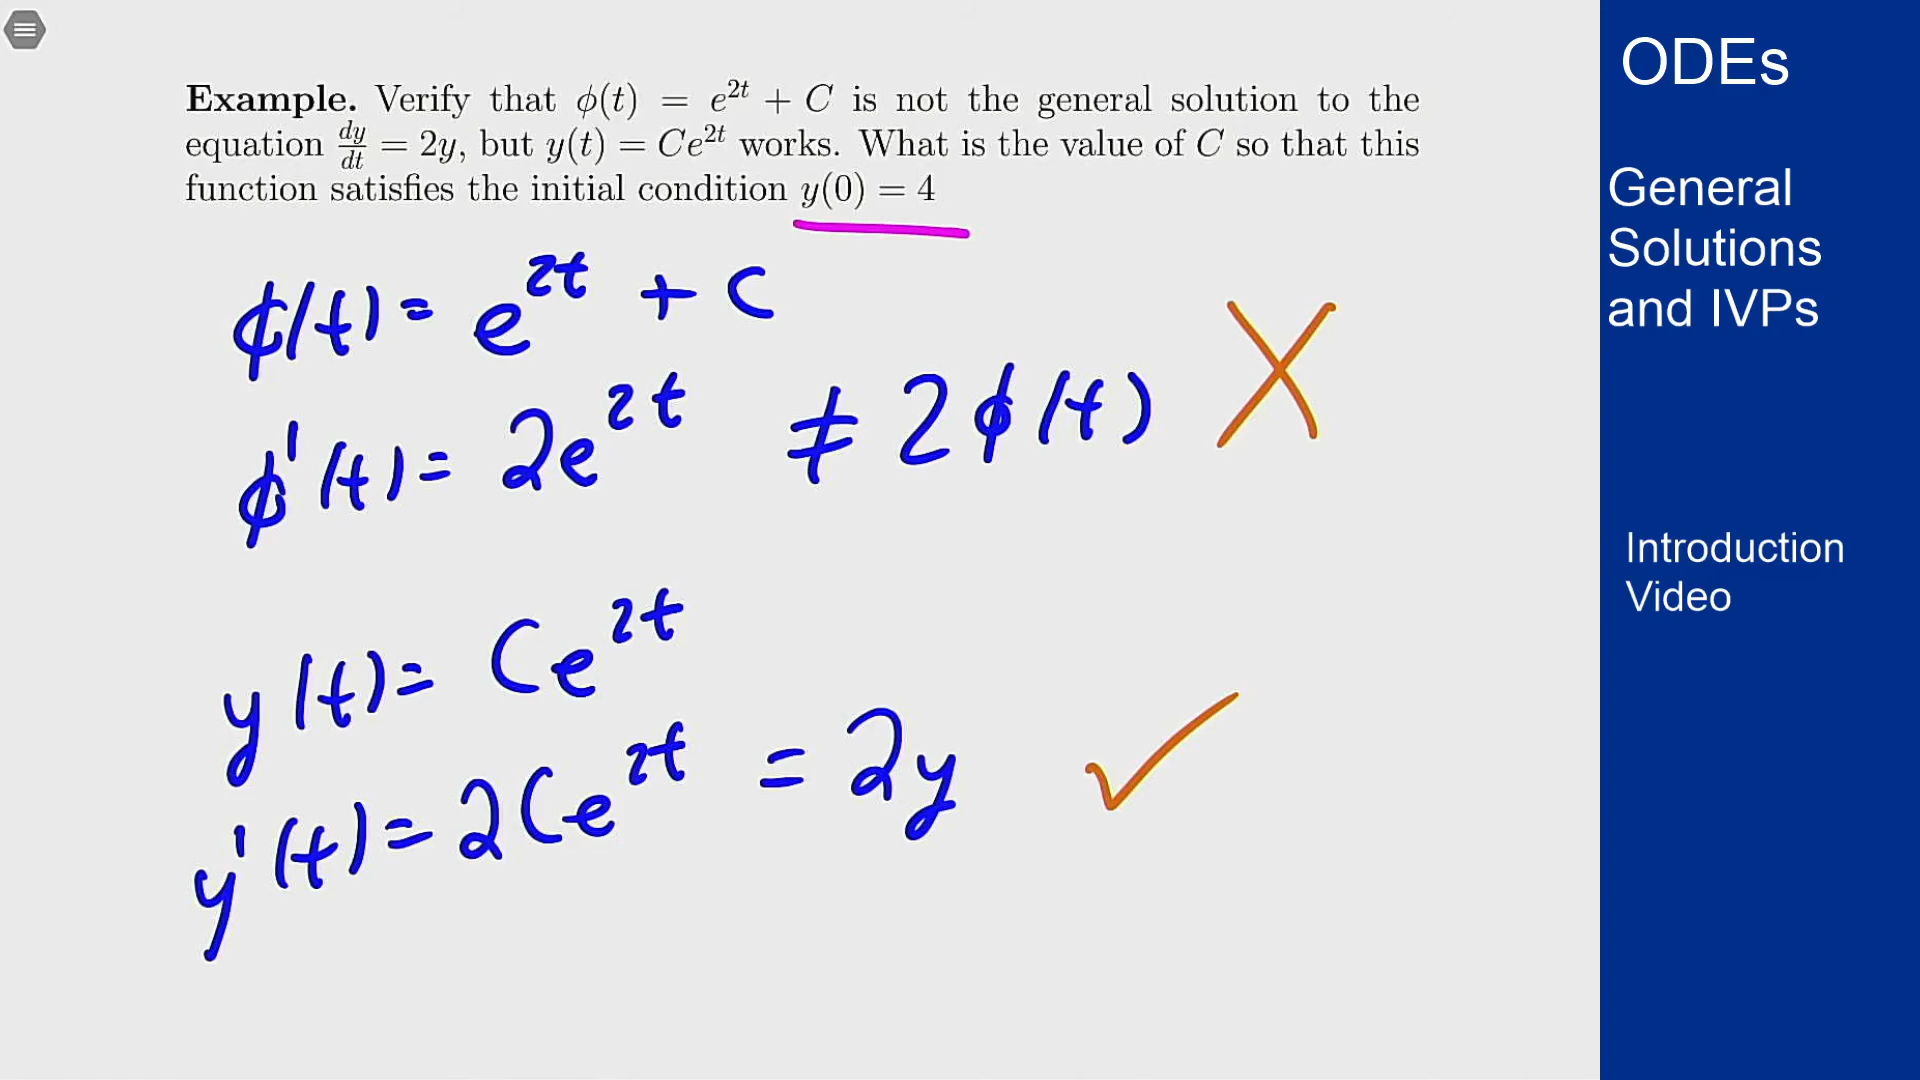 Example. Verify that ϕ(t) = e^{2t} + C is not the general solution to the
equation dy/dt = 2y, but y(t) = Ce^{2t} works. What is the value of C so that this
function satisfies the initial condition y(0) = 4
ϕ(t) = e^{2t} + C
ϕ'(t) = 2e^{2t} ≠ 2ϕ(t)
y(t) = Ce^{2t}
y'(t) = 2Ce^{2t} = 2y
ODEs
General
Solutions
and IVPs
Introduction
Video